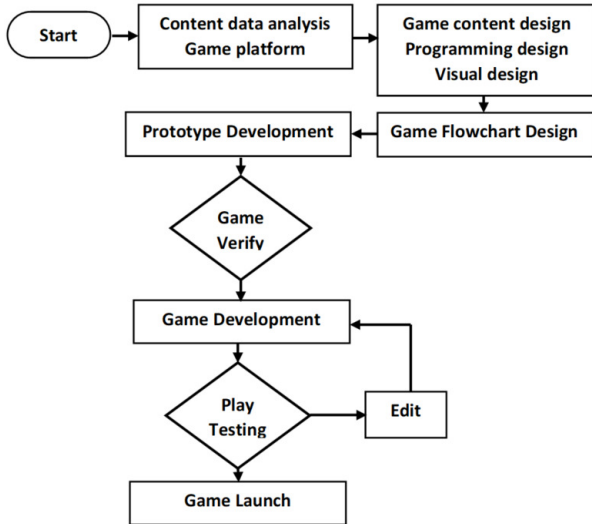 Start
Content data analysis
Game platform
Game content design
Programming design
Visual design
Game Flowchart Design
Prototype Development
Game
Verify
Game Development
Play
Testing
Edit
Game Launch